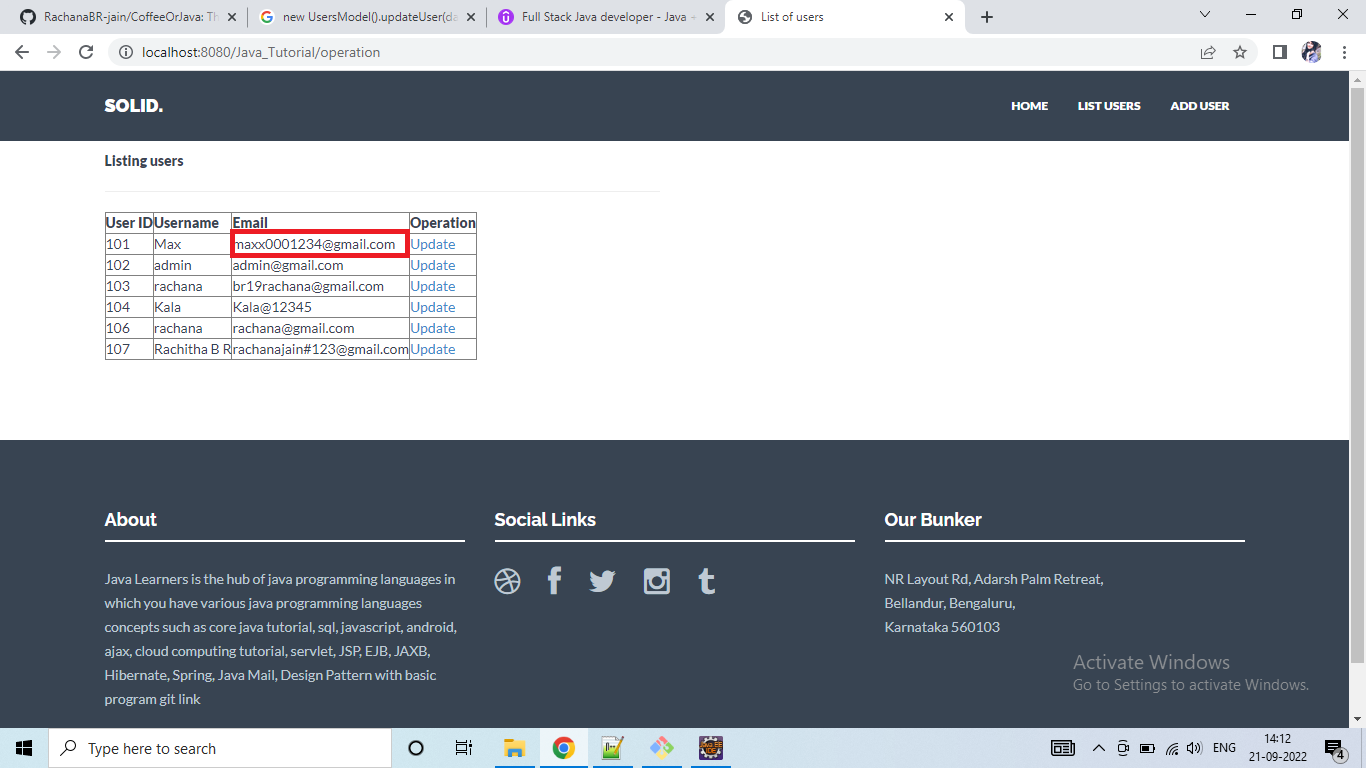 RachanaBR-jain/CoffeeOrJava: Th
new UsersModel().updateUser(da
Full Stack Java developer - Java +
List of users
localhost:8080/Java_Tutorial/operation
SOLID.
HOME LIST USERS ADD USER
Listing users
User ID Username Email Operation
101 Max maxx0001234@gmail.com Update
102 admin admin@gmail.com Update
103 rachana br19rachana@gmail.com Update
104 Kala Kala@12345 Update
106 rachana rachana@gmail.com Update
107 Rachitha B R rachanajain#123@gmail.com Update
About
Java Learners is the hub of java programming languages in
which you have various java programming languages
concepts such as core java tutorial, sql, javascript, android,
ajax, cloud computing tutorial, servlet, JSP, EJB, JAXB,
Hibernate, Spring, Java Mail, Design Pattern with basic
program git link
Social Links
Our Bunker
NR Layout Rd, Adarsh Palm Retreat,
Bellandur, Bengaluru,
Karnataka 560103
Activate Windows
Go to Settings to activate Windows.
Type here to search
ENG
14:12
21-09-2022
4